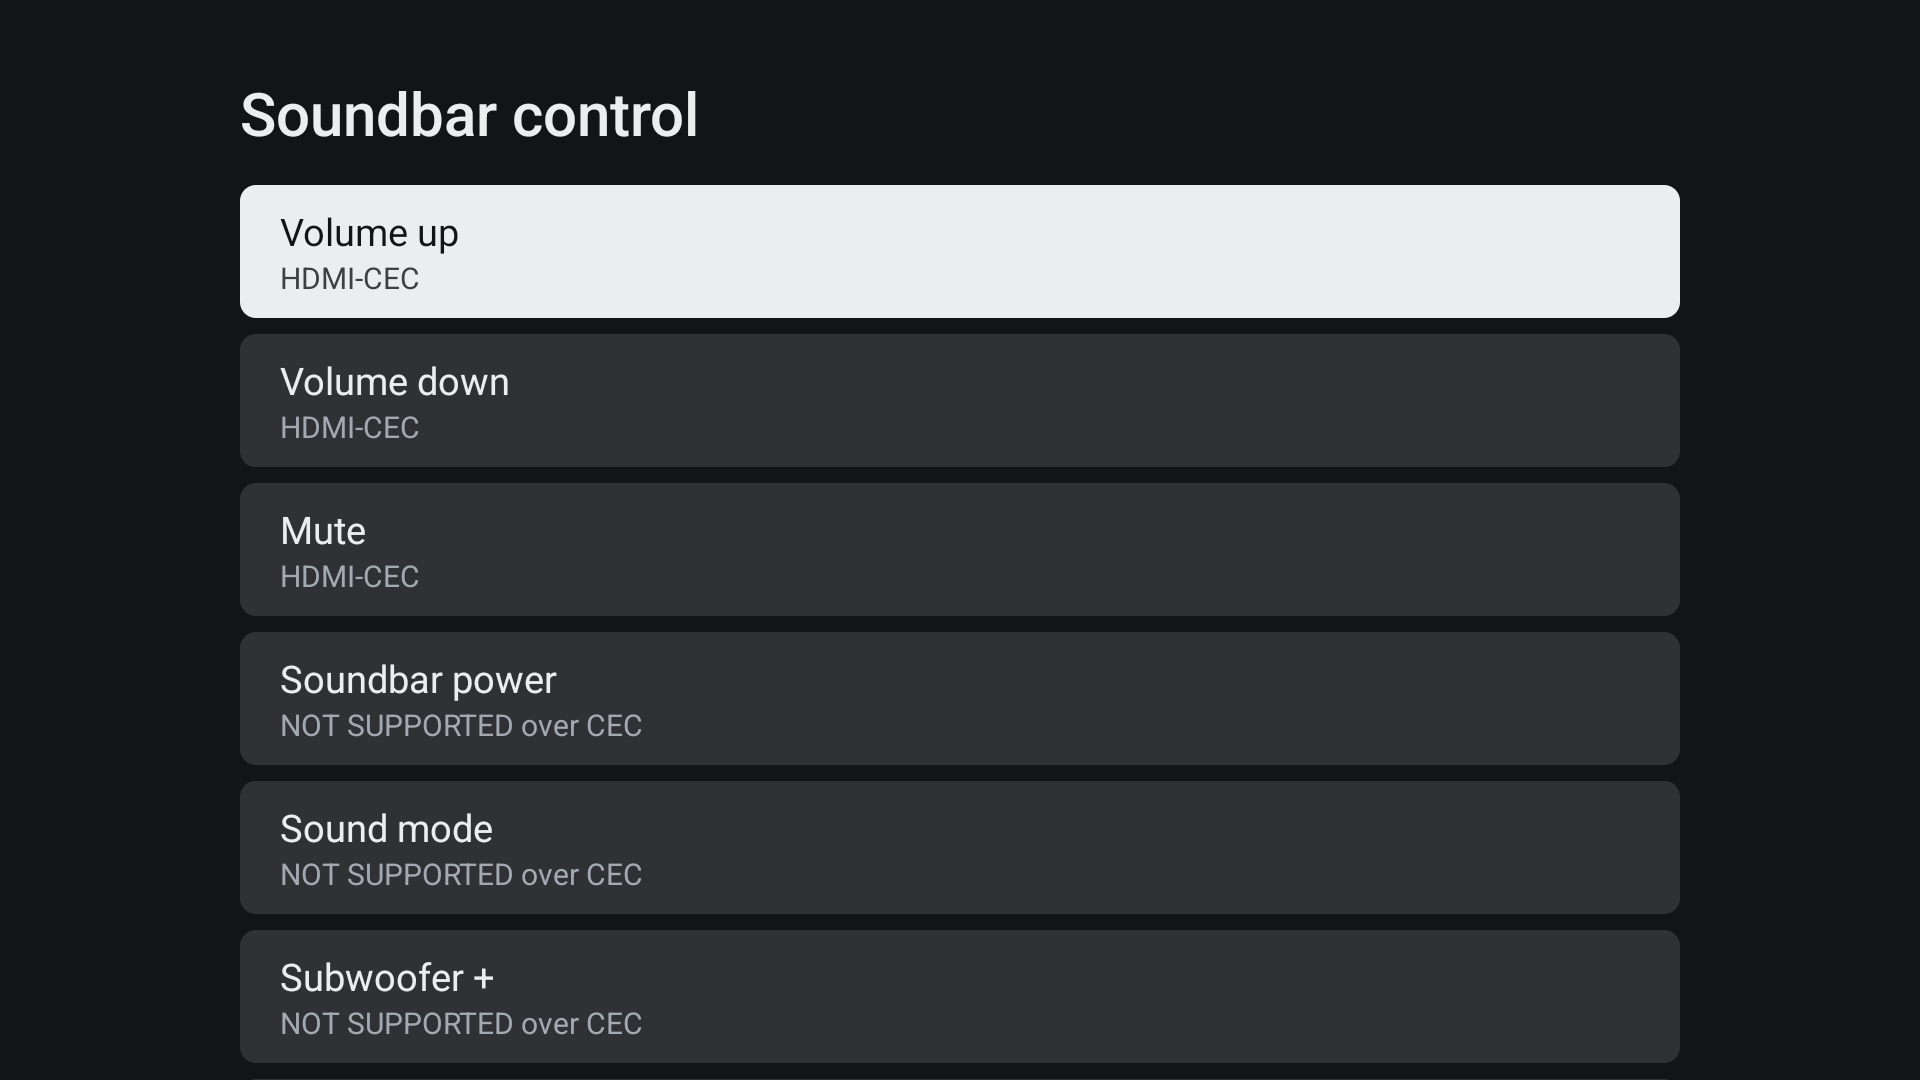 Soundbar control
Volume up
HDMI-CEC
Volume down
HDMI-CEC
Mute
HDMI-CEC
Soundbar power
NOT SUPPORTED over CEC
Sound mode
NOT SUPPORTED over CEC
Subwoofer +
NOT SUPPORTED over CEC